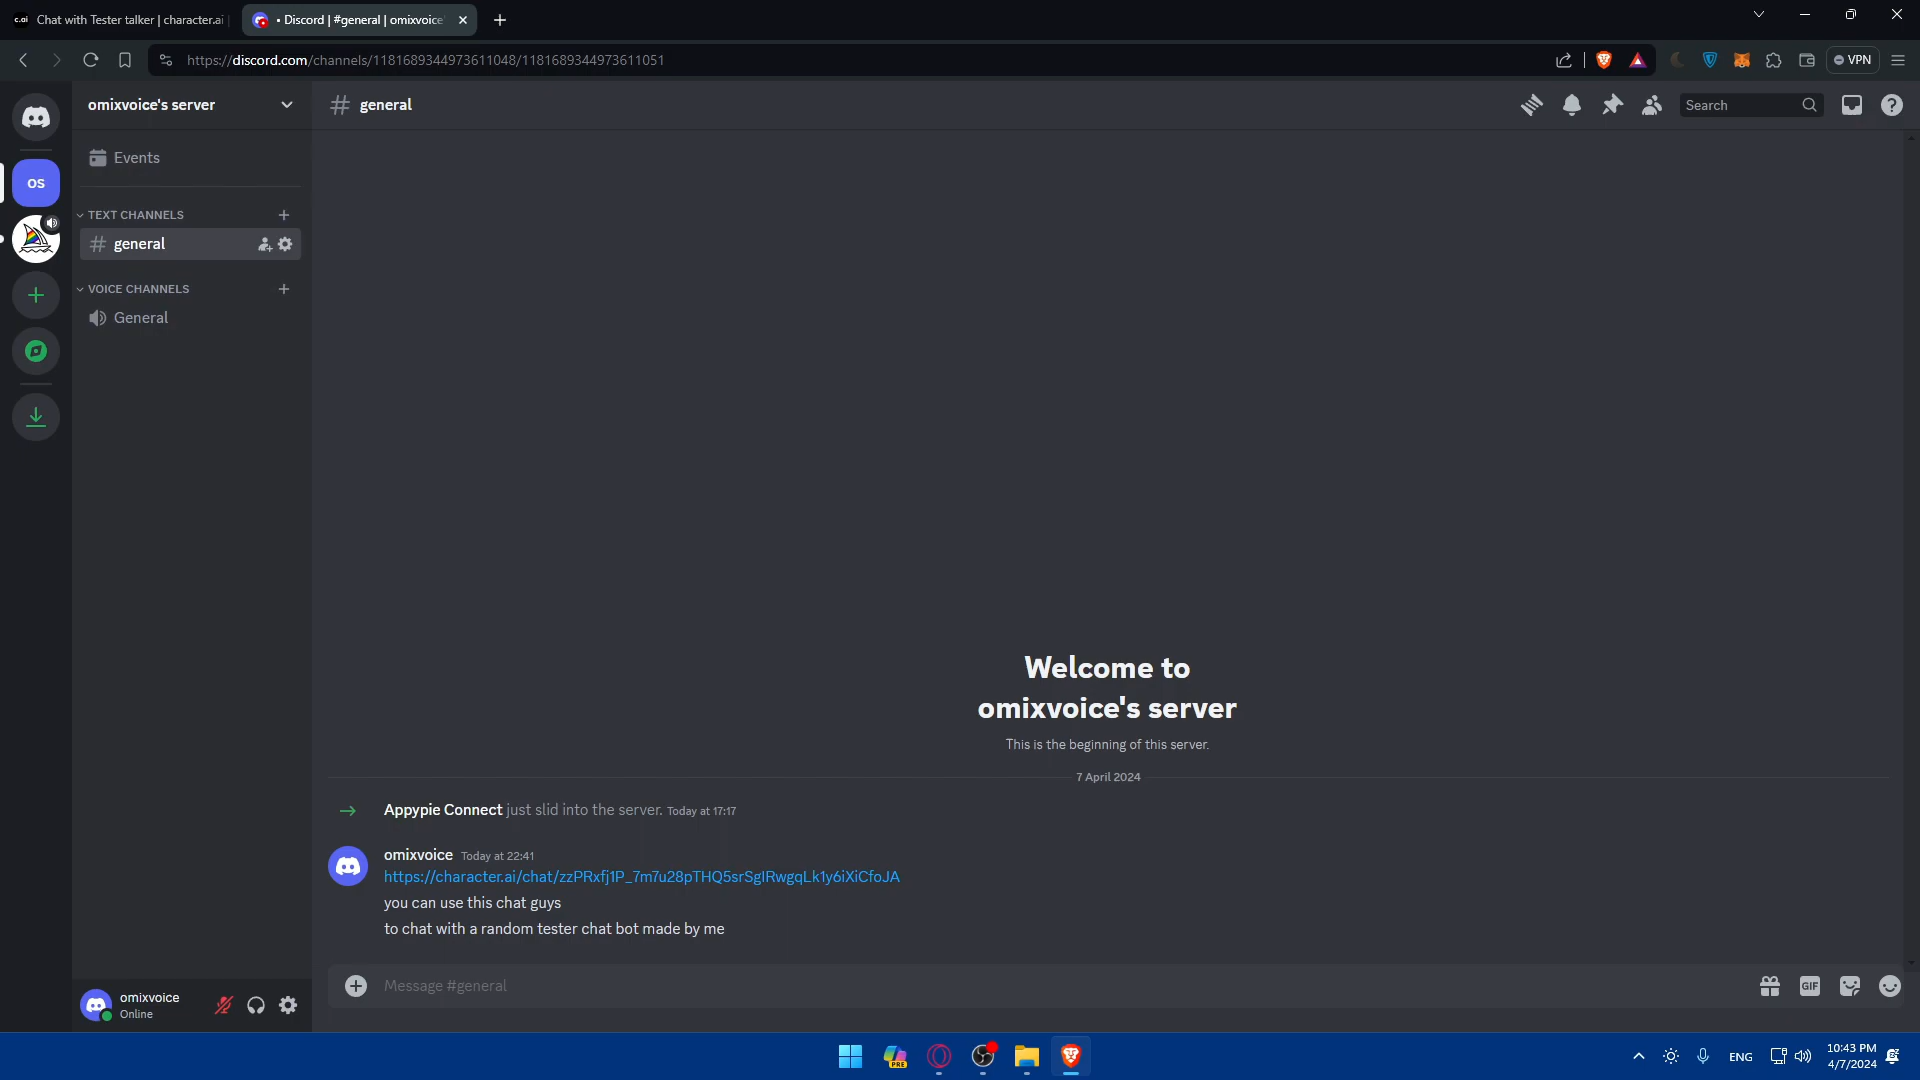 c.ai Chat with Tester talker | character.ai
• Discord | #general | omixvoice'
https://discord.com/channels/1181689344973611048/1181689344973611051
VPN
omixvoice's server
general
Search
Events
OS
TEXT CHANNELS
general
VOICE CHANNELS
General
Welcome to
omixvoice's server
This is the beginning of this server.
7 April 2024
Appypie Connect just slid into the server. Today at 17:17
omixvoice Today at 22:41
https://character.ai/chat/zzPRxfj1P_7m7u28pTHQ5srSgIRwgqLk1y6iXiCfoJA
you can use this chat guys
to chat with a random tester chat bot made by me
Message #general
GIF
omixvoice
Online
PRE
ENG
10:43 PM
4/7/2024